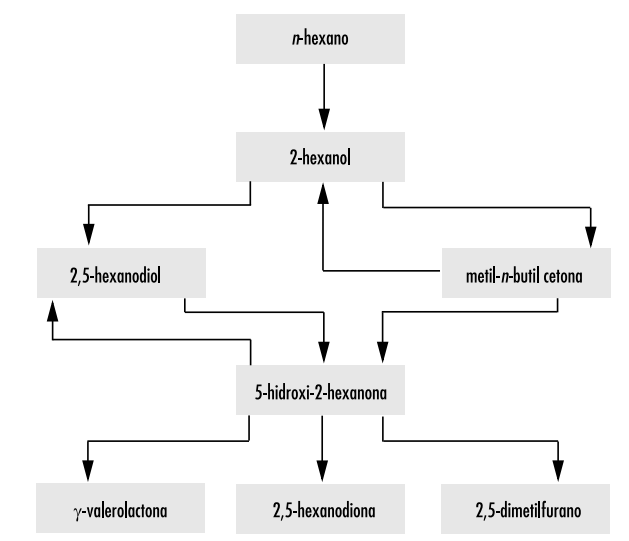 n-hexano
2-hexanol
2,5-hexanodiol
metil-n-butil cetona
5-hidroxi-2-hexanona
γ-valerolactona
2,5-hexanodiona
2,5-dimetilfurano